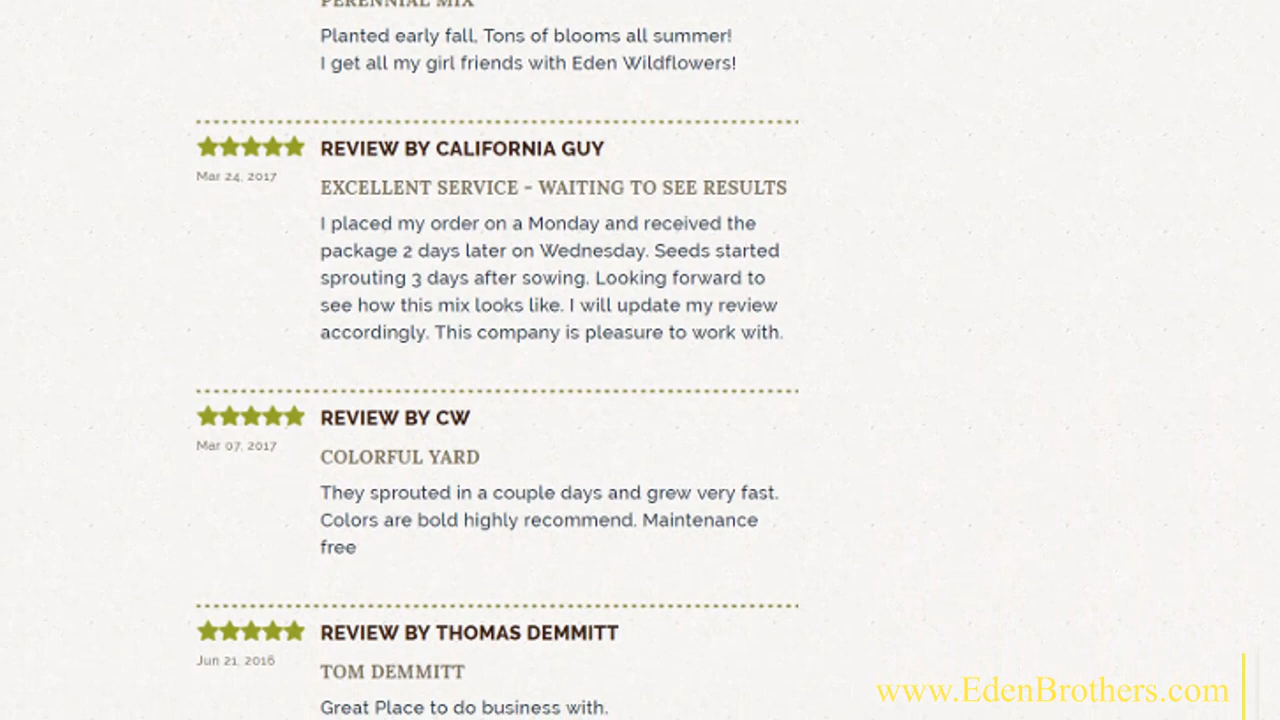 PERENNIAL MIX
Planted early fall, Tons of blooms all summer!
I get all my girl friends with Eden Wildflowers!
REVIEW BY CALIFORNIA GUY
Mar 24, 2017
EXCELLENT SERVICE - WAITING TO SEE RESULTS
I placed my order on a Monday and received the
package 2 days later on Wednesday. Seeds started
sprouting 3 days after sowing. Looking forward to
see how this mix looks like. I will update my review
accordingly. This company is pleasure to work with.
REVIEW BY CW
Mar 07, 2017
COLORFUL YARD
They sprouted in a couple days and grew very fast.
Colors are bold highly recommend. Maintenance
free
REVIEW BY THOMAS DEMMITT
Jun 21, 2016
TOM DEMMITT
Great Place to do business with.
www.EdenBrothers.com